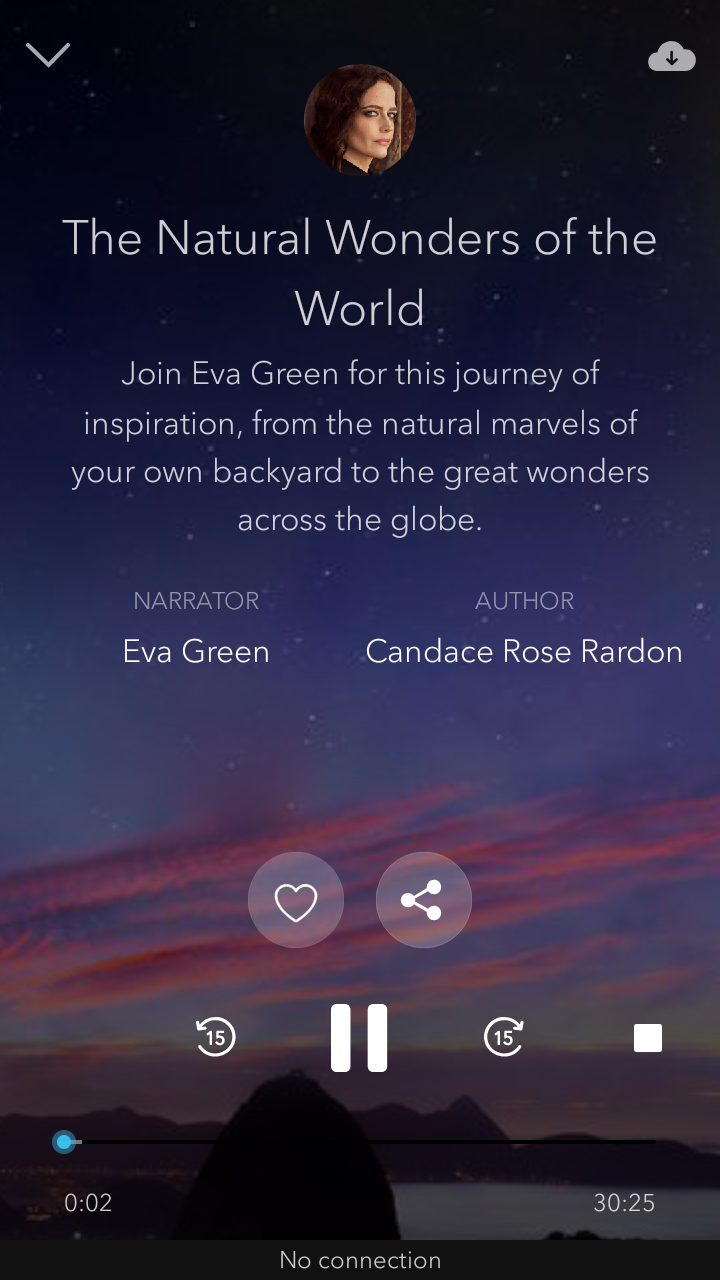 The Natural Wonders of the
World
Join Eva Green for this journey of
inspiration, from the natural marvels of
your own backyard to the great wonders
across the globe.
NARRATOR
Eva Green
AUTHOR
Candace Rose Rardon
15
15
0:02
30:25
No connection